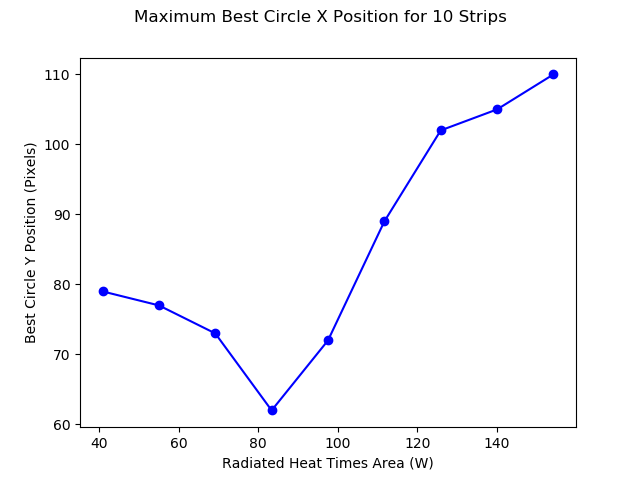 Maximum Best Circle X Position for 10 Strips
110
100
90
80
70
60
Best Circle Y Position (Pixels)
40 60 80 100 120 140
Radiated Heat Times Area (W)